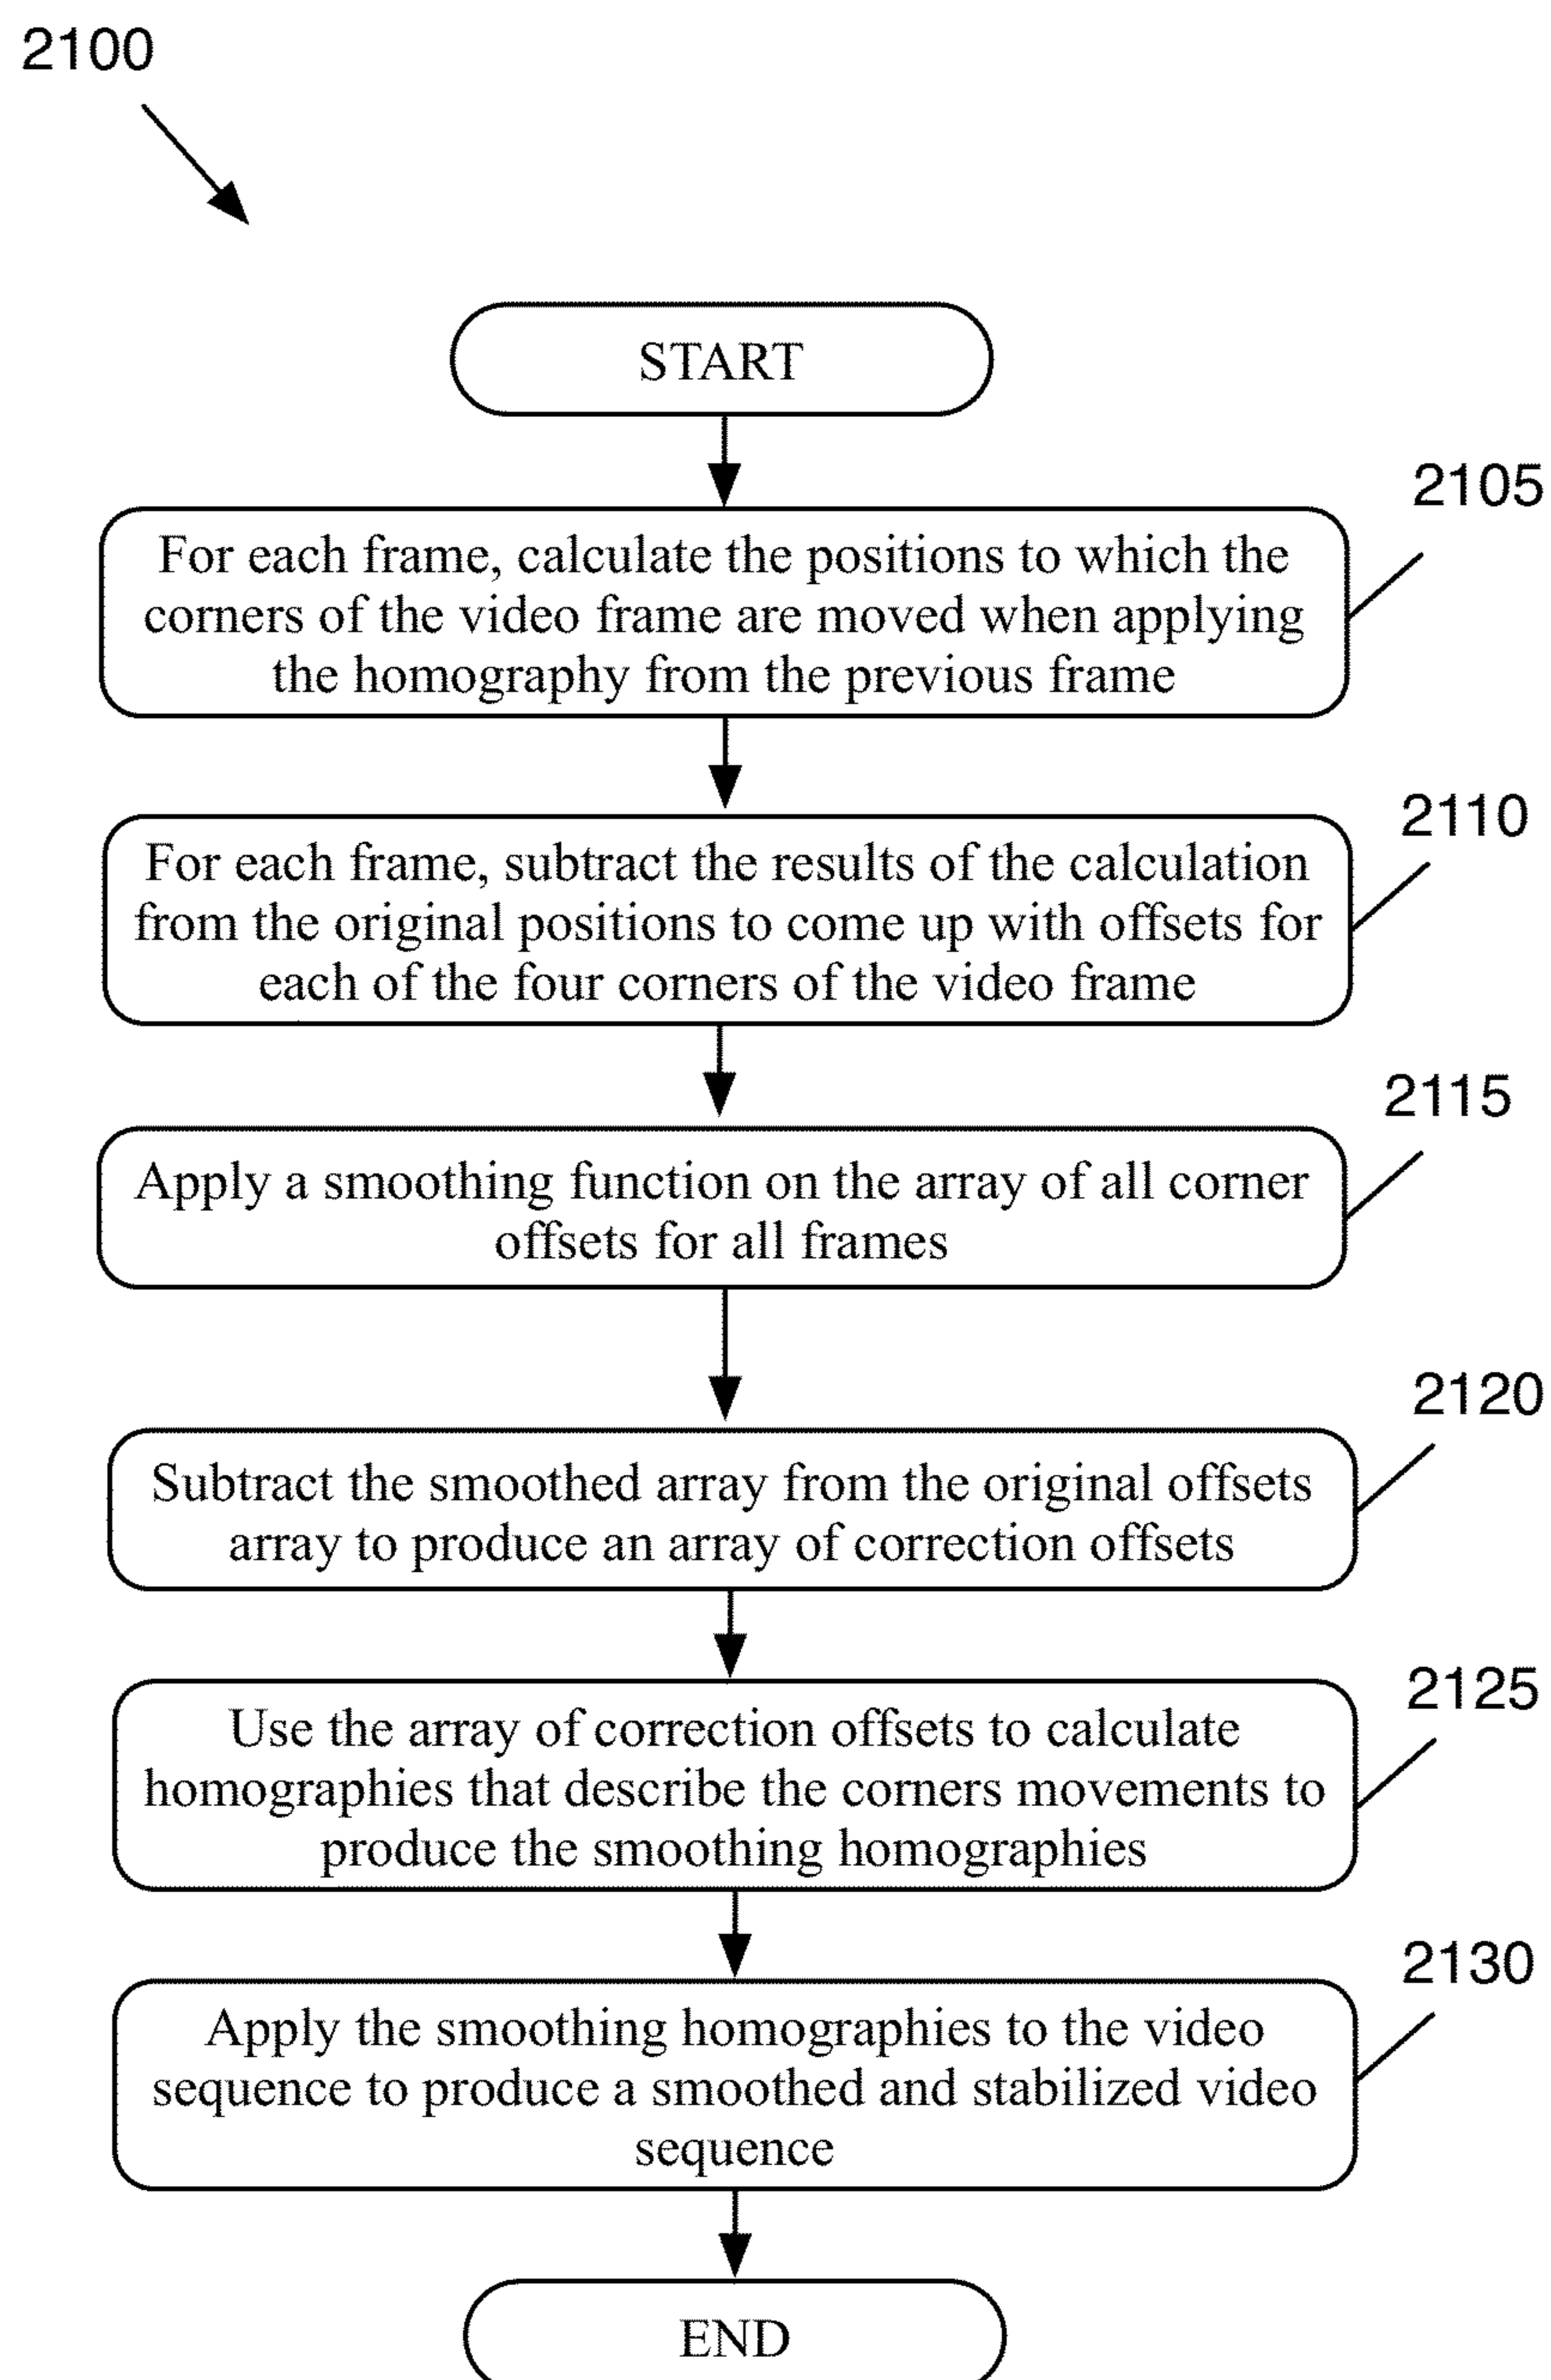 2100
START
2105
For each frame, calculate the positions to which the
corners of the video frame are moved when applying
the homography from the previous frame
2110
For each frame, subtract the results of the calculation
from the original positions to come up with offsets for
each of the four corners of the video frame
2115
Apply a smoothing function on the array of all corner
offsets for all frames
2120
Subtract the smoothed array from the original offsets
array to produce an array of correction offsets
2125
Use the array of correction offsets to calculate
homographies that describe the corners movements to
produce the smoothing homographies
2130
Apply the smoothing homographies to the video
sequence to produce a smoothed and stabilized video
sequence
END